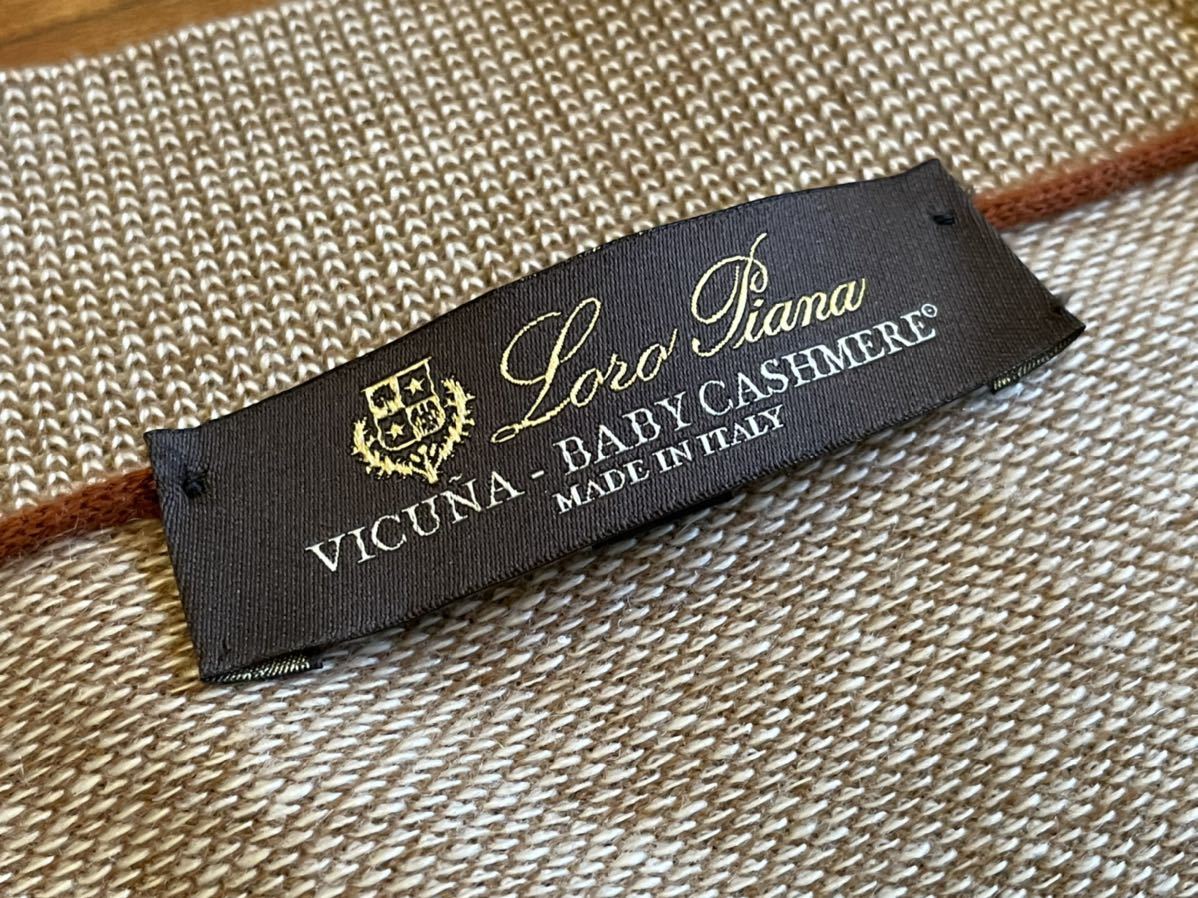 Loro Piana
VICUÑA - BABY CASHMERE®
MADE IN ITALY